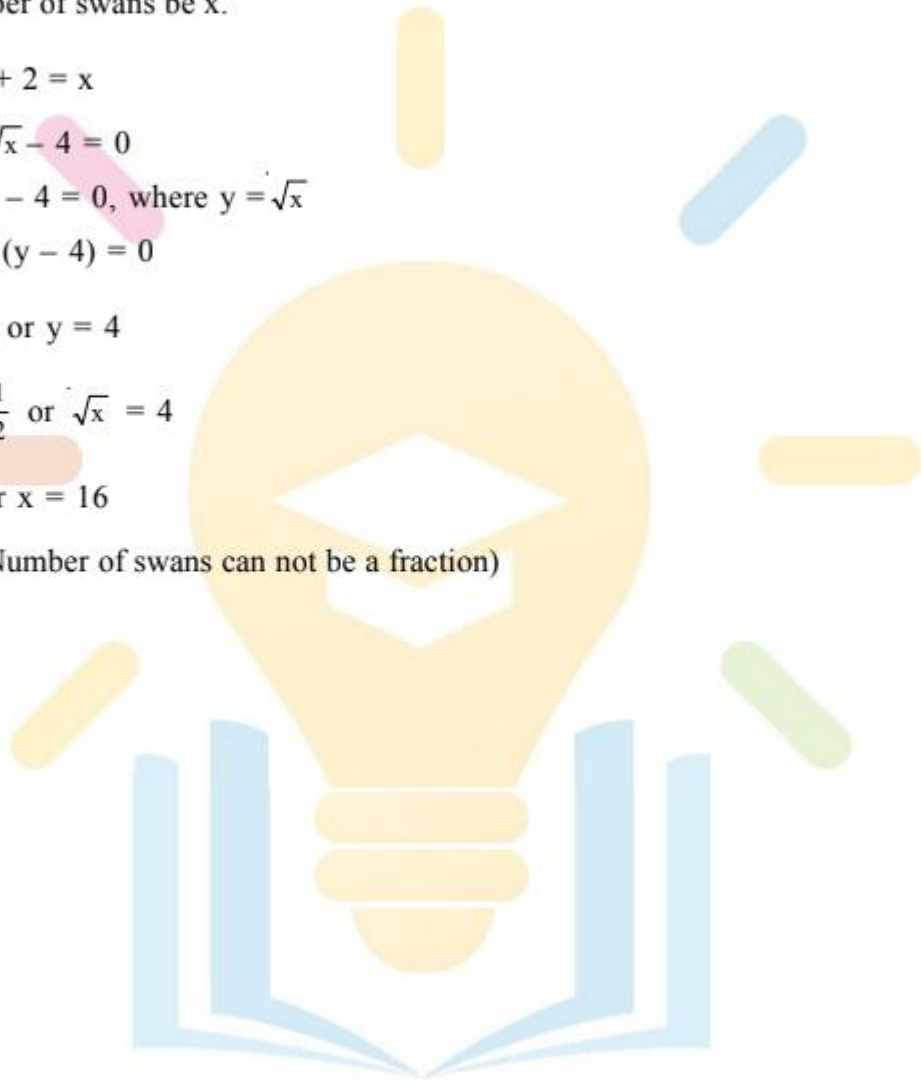 of swans be x.
+ 2 = x
√x – 4 = 0
– 4 = 0, where y = √x
(y – 4) = 0
or y = 4
or √x = 4
x = 16
Number of swans can not be a fraction)